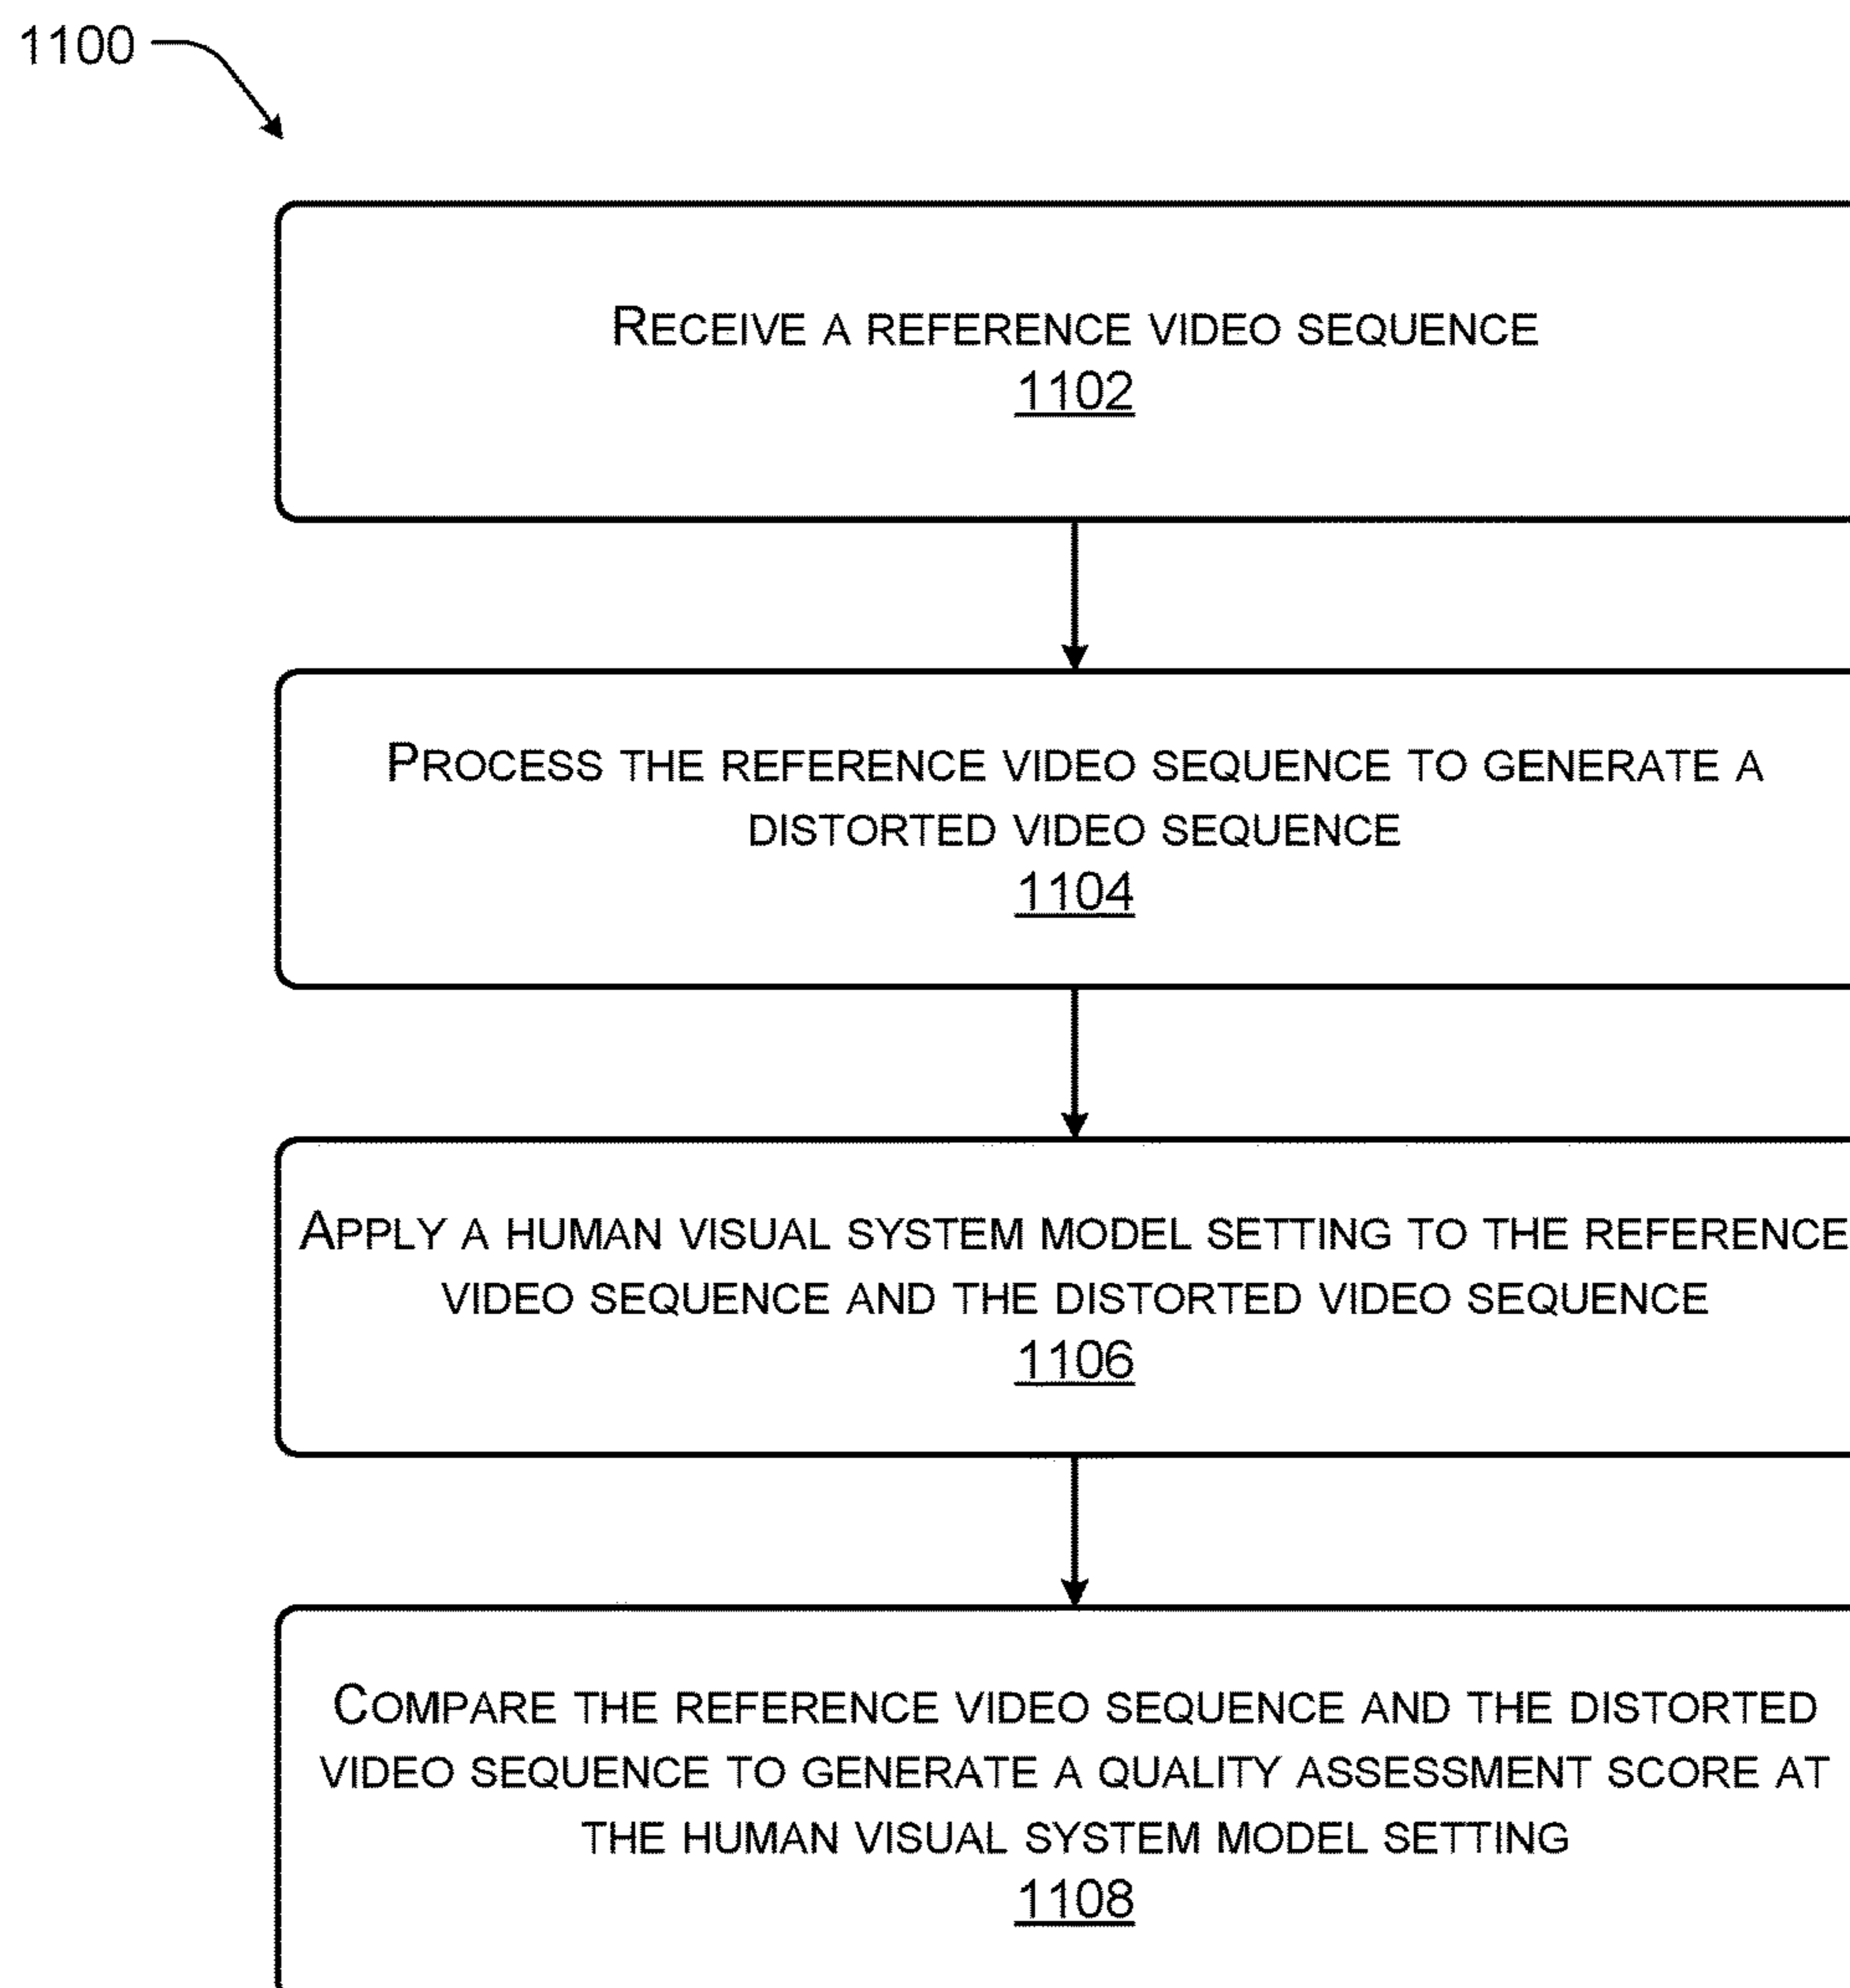 1100
RECEIVE A REFERENCE VIDEO SEQUENCE
1102
PROCESS THE REFERENCE VIDEO SEQUENCE TO GENERATE A
DISTORTED VIDEO SEQUENCE
1104
APPLY A HUMAN VISUAL SYSTEM MODEL SETTING TO THE REFERENCE
VIDEO SEQUENCE AND THE DISTORTED VIDEO SEQUENCE
1106
COMPARE THE REFERENCE VIDEO SEQUENCE AND THE DISTORTED
VIDEO SEQUENCE TO GENERATE A QUALITY ASSESSMENT SCORE AT
THE HUMAN VISUAL SYSTEM MODEL SETTING
1108